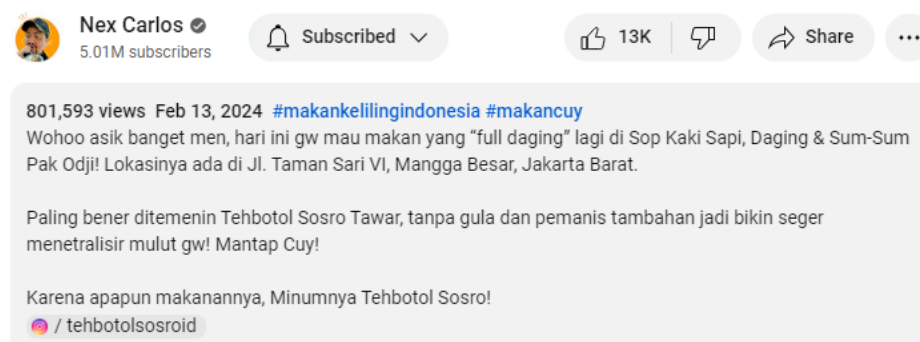 Nex Carlos
5.01M subscribers
Subscribed
13K
Share
801,593 views Feb 13, 2024 #makankelilingindonesia #makancuy
Wohoo asik banget men, hari ini gw mau makan yang “full daging” lagi di Sop Kaki Sapi, Daging & Sum-Sum
Pak Odji! Lokasinya ada di Jl. Taman Sari VI, Mangga Besar, Jakarta Barat.
Paling bener ditemenin Tehbotol Sosro Tawar, tanpa gula dan pemanis tambahan jadi bikin seger
menetralisir mulut gw! Mantap Cuy!
Karena apapun makanannya, Minumnya Tehbotol Sosro!
/ tehbotolsosroid